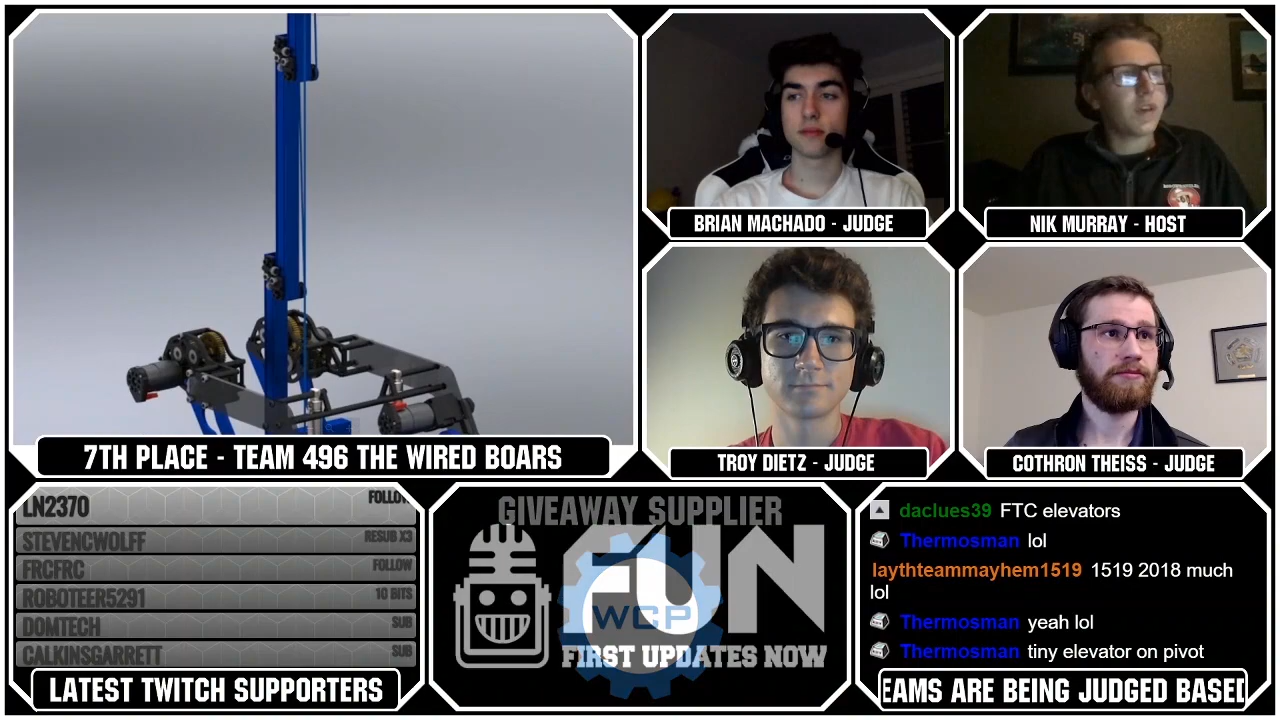 BRIAN MACHADO - JUDGE
NIK MURRAY - HOST
7TH PLACE - TEAM 496 THE WIRED BOARS
TROY DIETZ - JUDGE
COTHRON THEISS - JUDGE
LN2370 FOLLOW
STEVENCWOLFF RESUB X3
FRCFRC FOLLOW
ROBOTEER5291 10 BITS
DOMTECH SUB
CALKINSGARRETT SUB
LATEST TWITCH SUPPORTERS
GIVEAWAY SUPPLIER
FUN
WCP
FIRST UPDATES NOW
daclues39 FTC elevators
Thermosman lol
laythteammayhem1519 1519 2018 much
lol
Thermosman yeah lol
Thermosman tiny elevator on pivot
EAMS ARE BEING JUDGED BASED